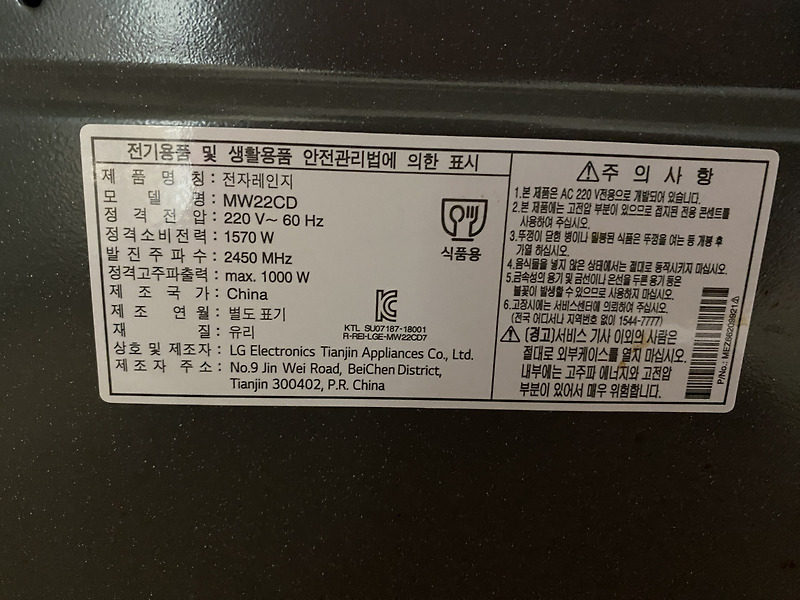 전기용품 및 생활용품 안전관리법에 의한 표시
제 품 명 칭 : 전자레인지
모 델 명 : MW22CD
정 격 전 압 : 220 V~ 60 Hz
정격소비전력 : 1570 W
발 진 주 파 수 : 2450 MHz
정격고주파출력 : max. 1000 W
제 조 국 가 : China
제 조 연 월 : 별도 표기
재 질 : 유리
상호 및 제조자 : LG Electronics Tianjin Appliances Co., Ltd.
제 조 자 주 소 : No.9 Jin Wei Road, BeiChen District,
Tianjin 300402, P.R. China
식품용
KTL SU07187-18001
R-REI-LGE-MW22CD7
⚠주 의 사 항
1.본 제품은 AC 220 V전용으로 개발되어 있습니다.
2.본 제품에는 고전압 부분이 있으므로 접지된 전용 콘센트를
사용하여 주십시오.
3.뚜껑이 닫힌 병이나 밀봉된 식품은 뚜껑을 여는 등 개봉 후
가열 하십시오.
4.음식물을 넣지 않은 상태에서는 절대로 동작시키지 마십시오.
5.금속성의 용기 및 금선이나 은선을 두른 용기 등은
불꽃이 발생할 수 있으므로 사용하지 마십시오.
6.고장시에는 서비스센터에 의뢰하여 주십시오.
(전국 어디서나 지역번호 없이 1544-7777)
⚠ (경고)서비스 기사 이외의 사람은
절대로 외부케이스를 열지 마십시오.
내부에는 고주파 에너지와 고전압
부분이 있어서 매우 위험합니다.